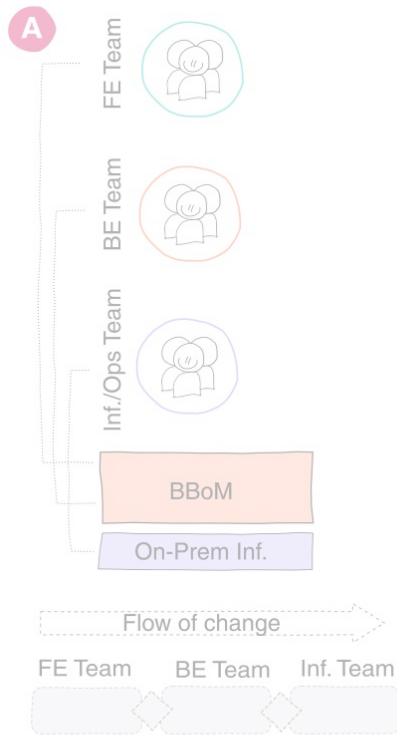 A
FE Team
BE Team
Inf./Ops Team
BBoM
On-Prem Inf.
Flow of change
FE Team BE Team Inf. Team